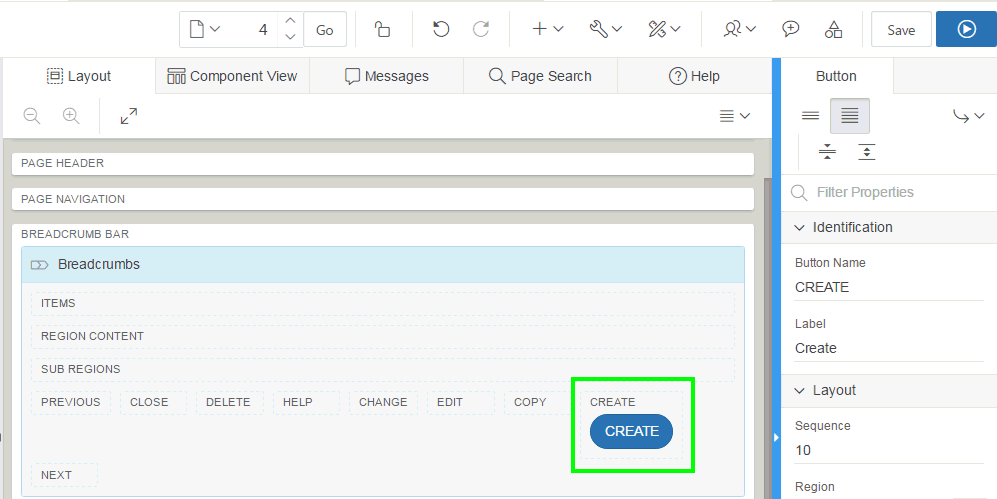 4 Go Save
Layout Component View Messages Page Search Help Button
Filter Properties
PAGE HEADER
PAGE NAVIGATION
BREADCRUMB BAR
Breadcrumbs
ITEMS
REGION CONTENT
SUB REGIONS
PREVIOUS CLOSE DELETE HELP CHANGE EDIT COPY CREATE
CREATE
NEXT
Identification
Button Name
CREATE
Label
Create
Layout
Sequence
10
Region